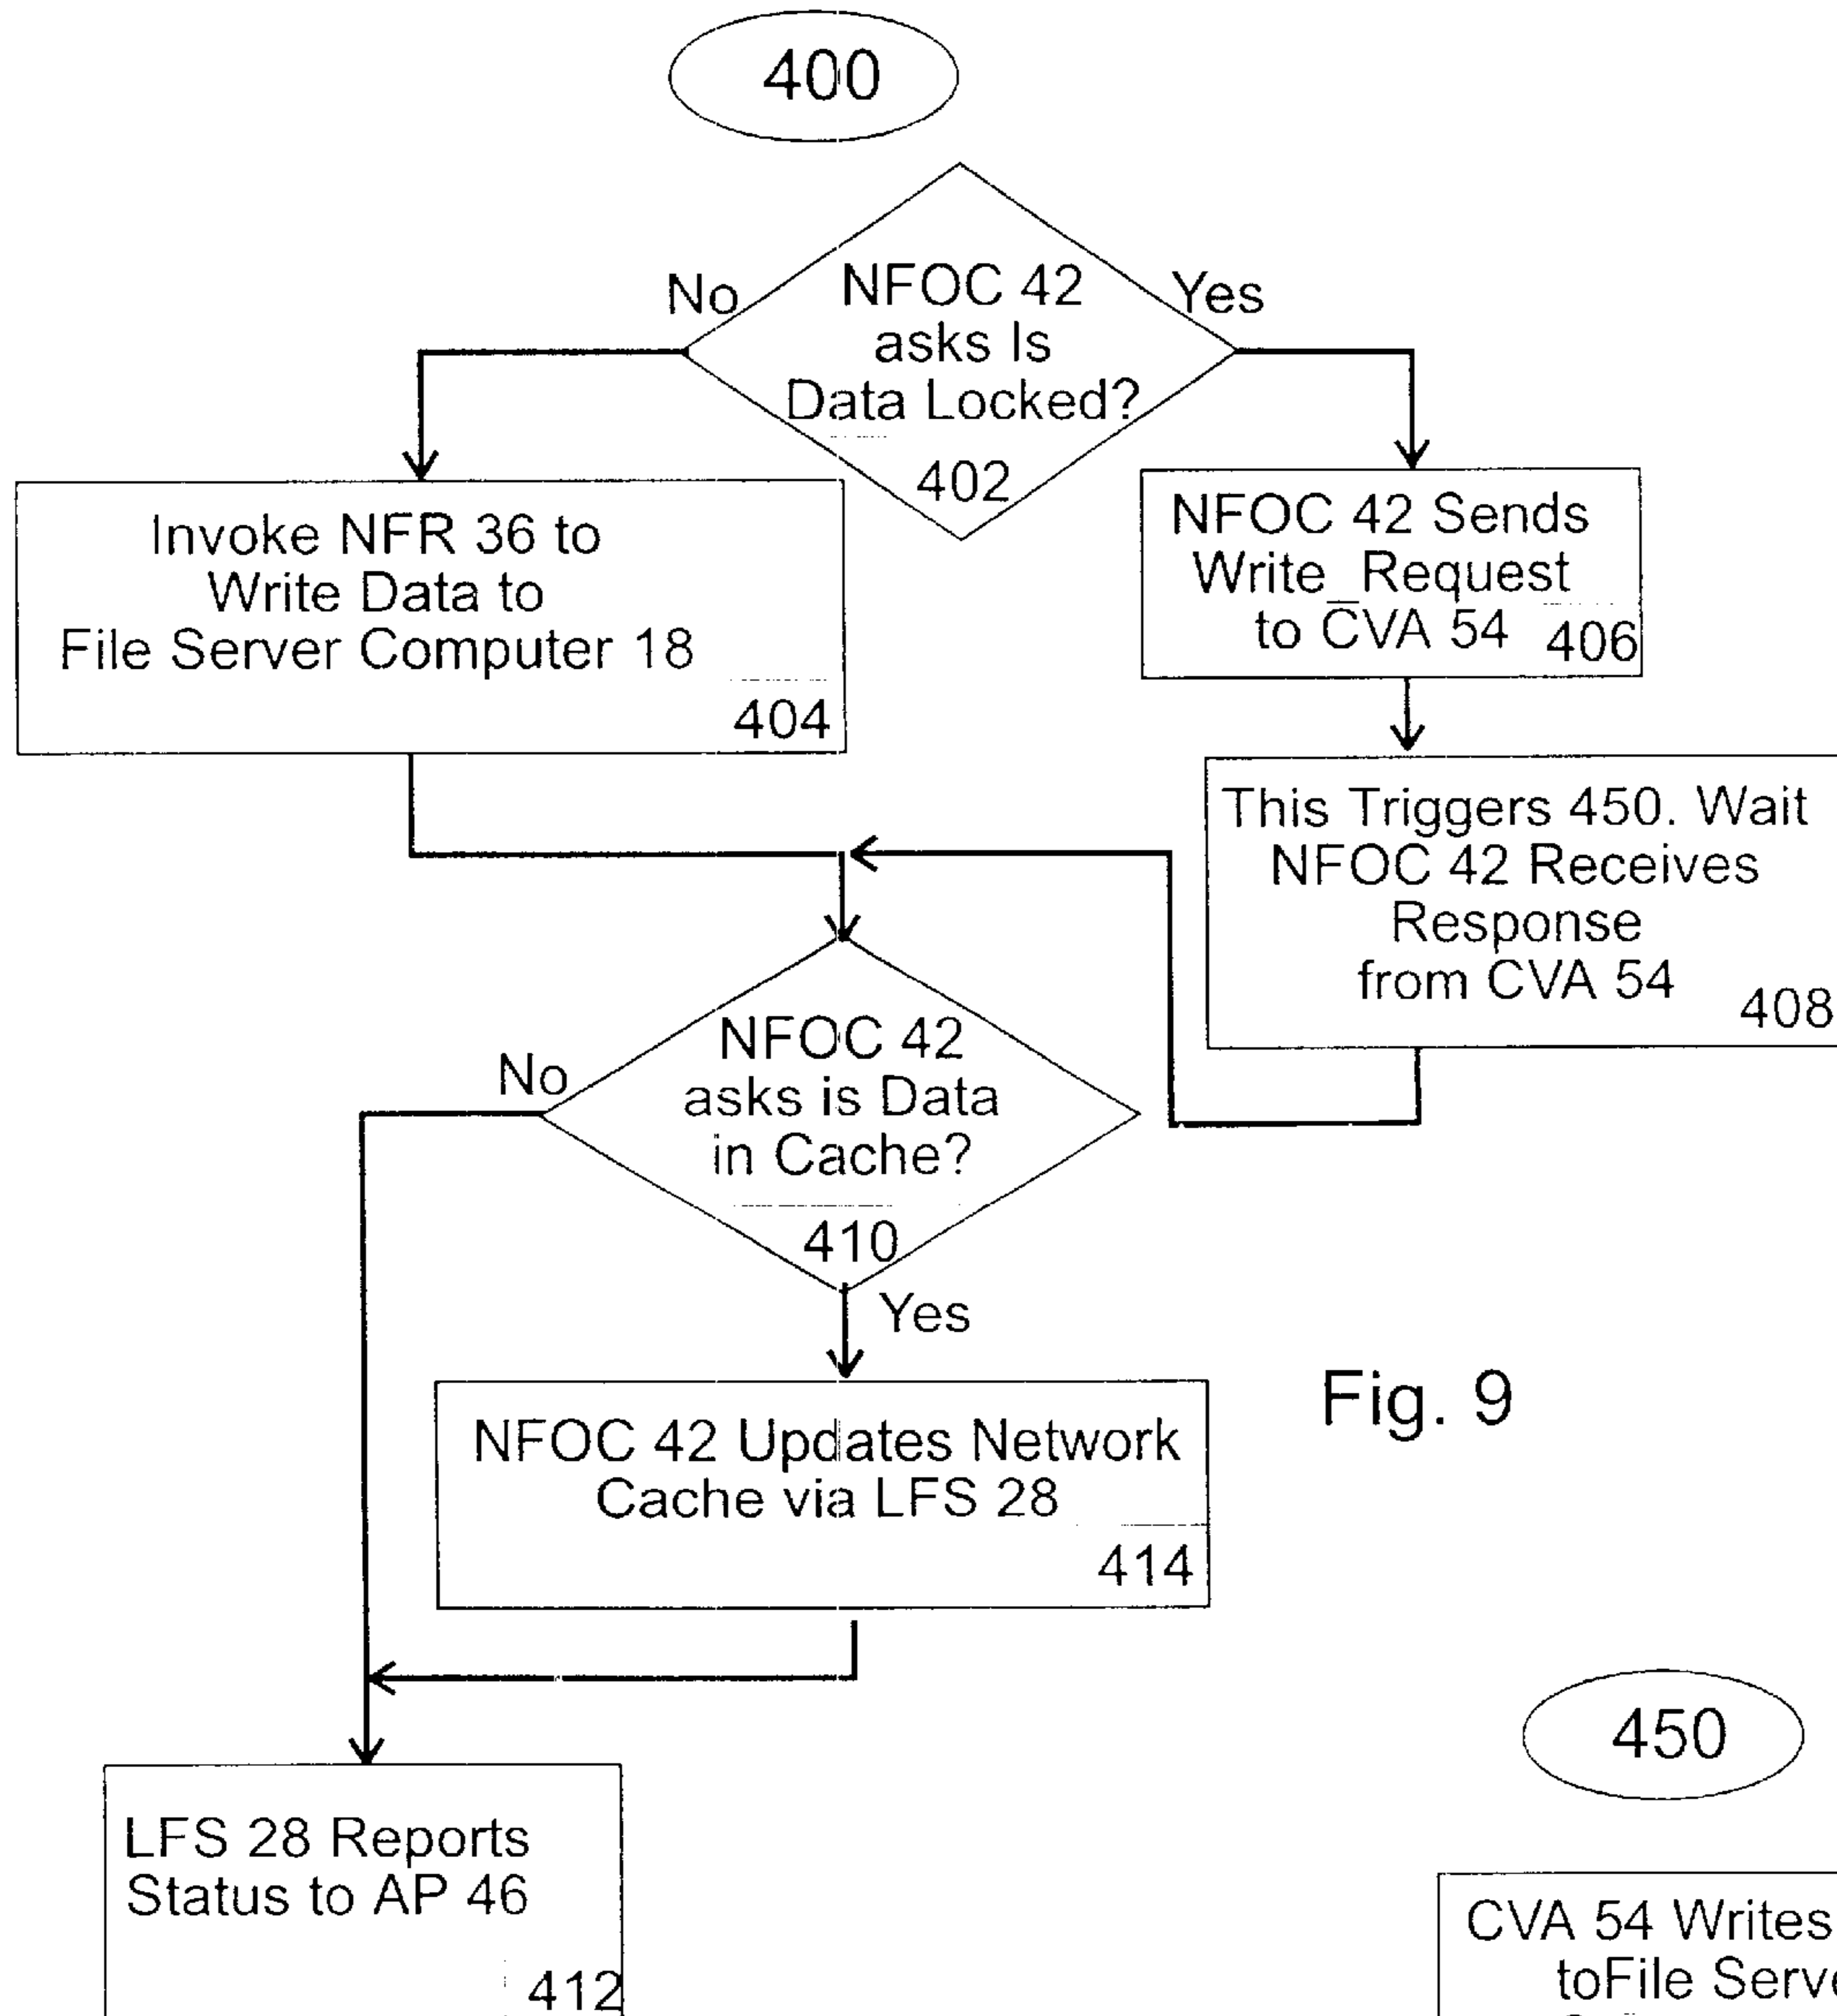 400
No
NFOC 42
Yes
asks Is
Data Locked?
402
Invoke NFR 36 to
Write Data to
File Server Computer 18
404
NFOC 42 Sends
Write_Request
to CVA 54
406
This Triggers 450. Wait
NFOC 42 Receives
Response
from CVA 54
408
No
NFOC 42
asks is Data
in Cache?
410
Yes
NFOC 42 Updates Network
Cache via LFS 28
414
Fig. 9
LFS 28 Reports
Status to AP 46
412
450
CVA 54 Writes
toFile